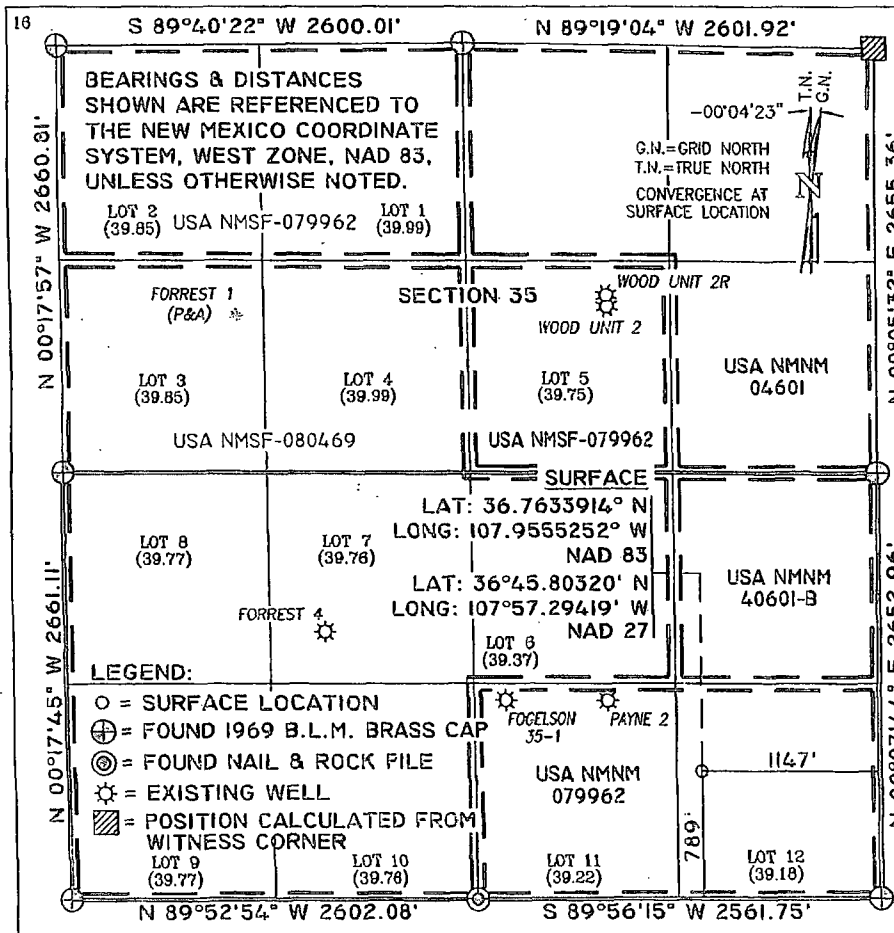 16
S 89°40'22" W 2600.01'
N 89°19'04" W 2601.92'
BEARINGS & DISTANCES
SHOWN ARE REFERENCED TO
THE NEW MEXICO COORDINATE
SYSTEM, WEST ZONE, NAD 83,
UNLESS OTHERWISE NOTED.
T.N.
G.N.
-00°04'23"
G.N.=GRID NORTH
T.N.=TRUE NORTH
CONVERGENCE AT
SURFACE LOCATION
N
N 00°17'57" W 2660.81'
LOT 2
(39.85)
USA NMSF-079962
LOT 1
(39.99)
FORREST 1
(P&A)
SECTION 35
WOOD UNIT 2R
WOOD UNIT 2
LOT 3
(39.85)
LOT 4
(39.99)
LOT 5
(39.75)
USA NMNM
04601
USA NMSF-080469
USA NMSF-079962
SURFACE
LAT: 36.7633914° N
LONG: 107.9555252° W
NAD 83
LAT: 36°45.80320' N
LONG: 107°57.29419' W
NAD 27
LOT 8
(39.77)
LOT 7
(39.76)
USA NMNM
40601-B
FORREST 4
LOT 6
(39.37)
N 00°17'45" W 2661.11'
LEGEND:
= SURFACE LOCATION
= FOUND 1969 B.L.M. BRASS CAP
= FOUND NAIL & ROCK PILE
= EXISTING WELL
= POSITION CALCULATED FROM
WITNESS CORNER
FOGELSON
35-1
PAYNE 2
USA NMNM
079962
1147'
789'
LOT 9
(39.77)
LOT 10
(39.76)
LOT 11
(39.22)
LOT 12
(39.18)
N 89°52'54" W 2602.08'
S 89°56'15" W 2561.75'